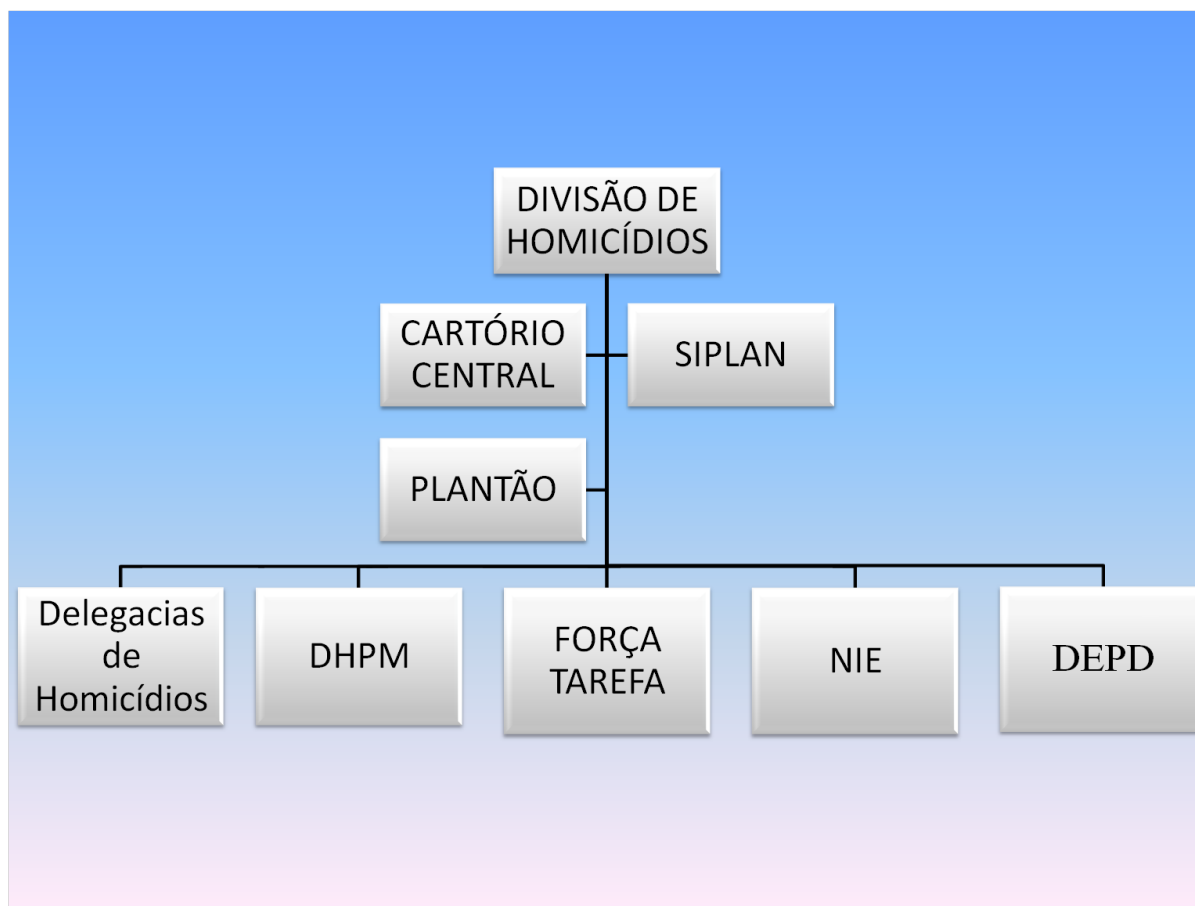 DIVISÃO DE
HOMICÍDIOS
CARTÓRIO
CENTRAL
SIPLAN
PLANTÃO
Delegacias
de
Homicídios
DHPM
FORÇA
TAREFA
NIE
DEPD